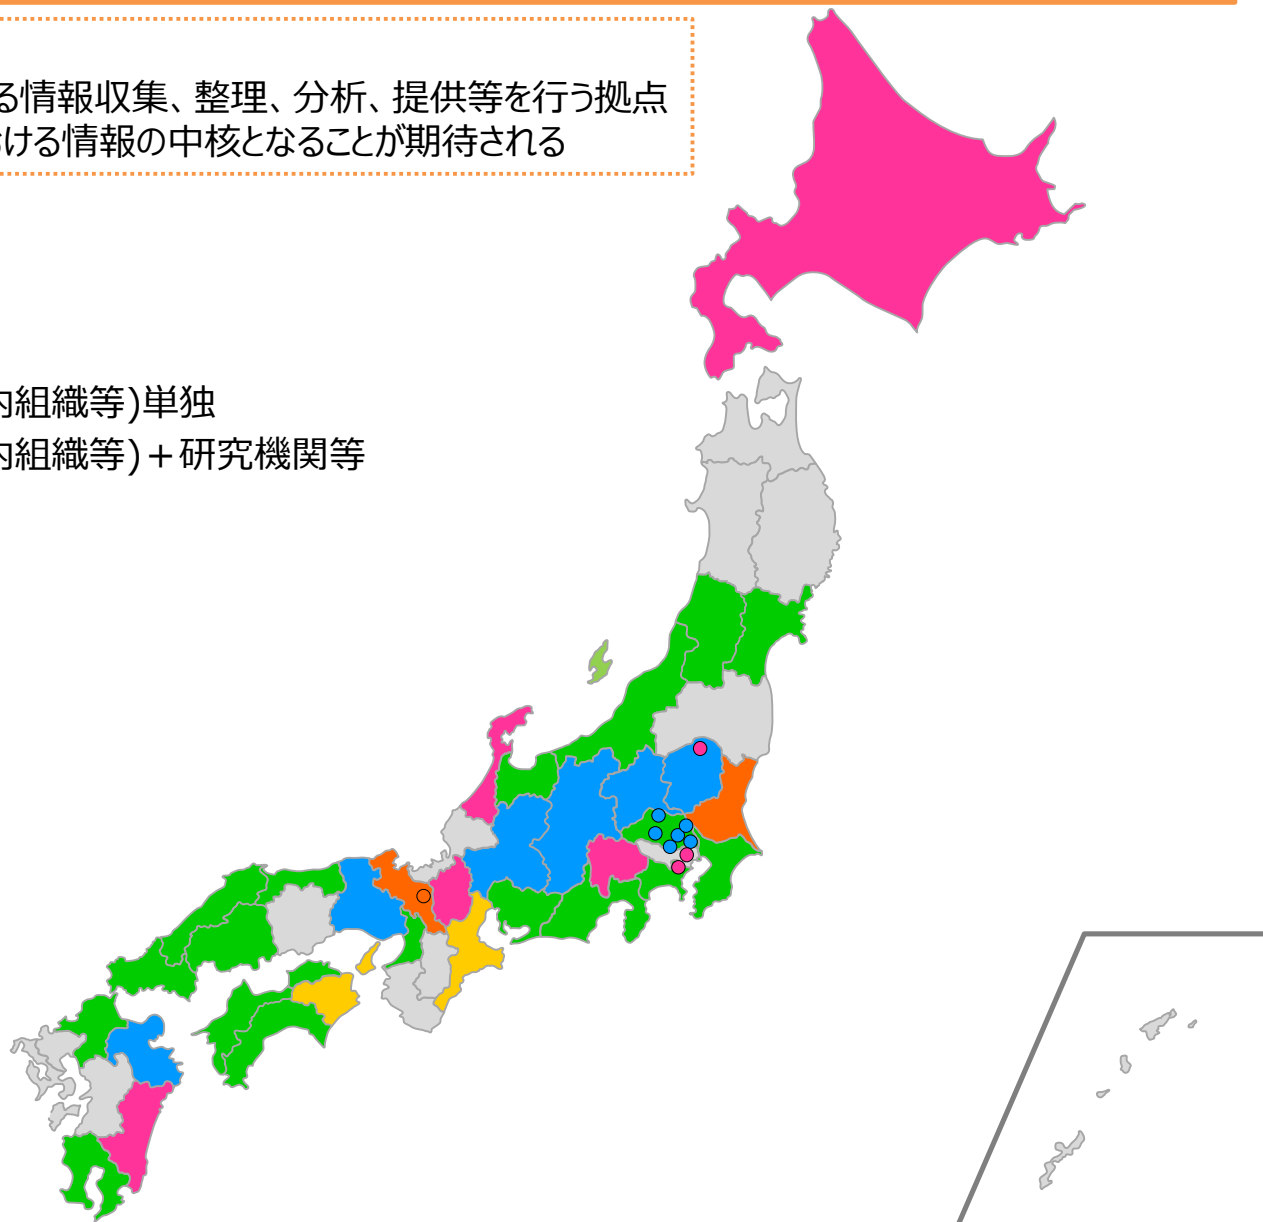 る情報収集、整理、分析、提供等を行う拠点
ける情報の中核となることが期待される
内組織等)単独
内組織等)+研究機関等